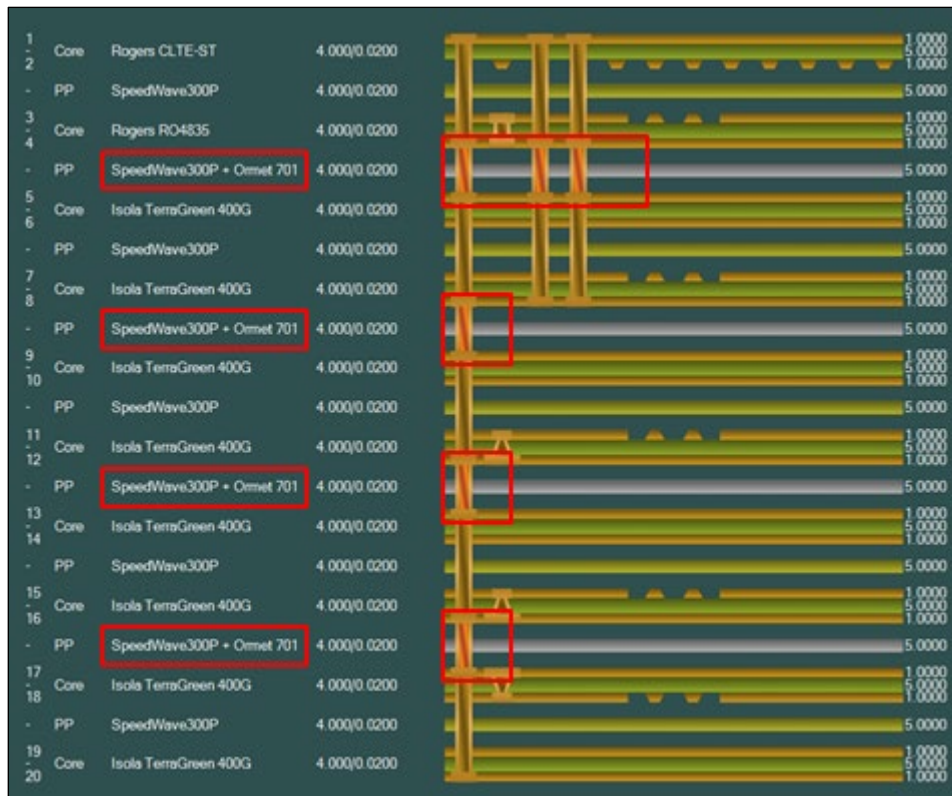 1 1.0000
- Core Rogers CLTE-ST 4.000/0.0200 5.0000
2 1.0000
- PP SpeedWave300P 4.000/0.0200 5.0000
3 1.0000
- Core Rogers RO4835 4.000/0.0200 5.0000
4 1.0000
- PP SpeedWave300P + Ormet 701 4.000/0.0200 5.0000
5 1.0000
- Core Isola TerraGreen 400G 4.000/0.0200 5.0000
6 1.0000
- PP SpeedWave300P 4.000/0.0200 5.0000
7 1.0000
- Core Isola TerraGreen 400G 4.000/0.0200 5.0000
8 1.0000
- PP SpeedWave300P + Ormet 701 4.000/0.0200 5.0000
9 1.0000
- Core Isola TerraGreen 400G 4.000/0.0200 5.0000
10 1.0000
- PP SpeedWave300P 4.000/0.0200 5.0000
11 1.0000
- Core Isola TerraGreen 400G 4.000/0.0200 5.0000
12 1.0000
- PP SpeedWave300P + Ormet 701 4.000/0.0200 5.0000
13 1.0000
- Core Isola TerraGreen 400G 4.000/0.0200 5.0000
14 1.0000
- PP SpeedWave300P 4.000/0.0200 5.0000
15 1.0000
- Core Isola TerraGreen 400G 4.000/0.0200 5.0000
16 1.0000
- PP SpeedWave300P + Ormet 701 4.000/0.0200 5.0000
17 1.0000
- Core Isola TerraGreen 400G 4.000/0.0200 5.0000
18 1.0000
- PP SpeedWave300P 4.000/0.0200 5.0000
19 1.0000
- Core Isola TerraGreen 400G 4.000/0.0200 5.0000
20 1.0000